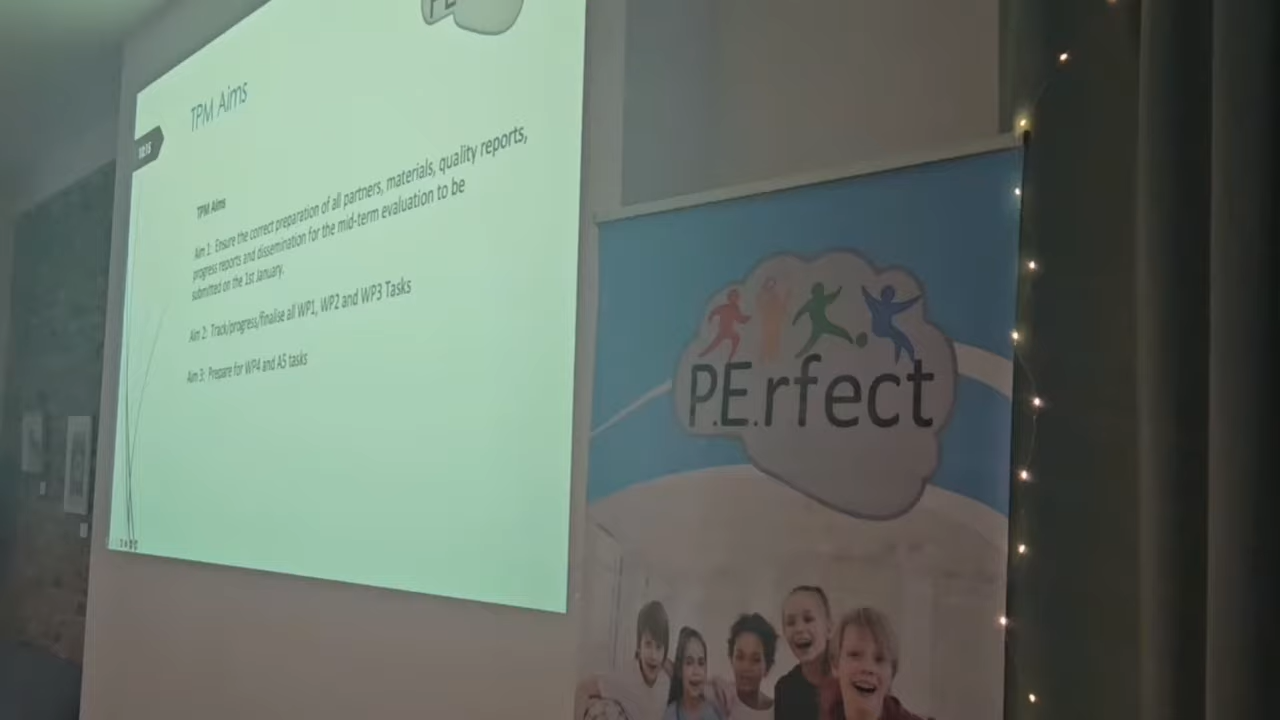 PE
TPM Aims
TPM Aims
Aim 1: Ensure the correct preparation of all partners, materials, quality reports,
progress reports and dissemination for the mid-term evaluation to be
submitted on the 1st January.
Aim 2: Track/progress/finalise all WP1, WP2 and WP3 Tasks
Aim 3: Prepare for WP4 and A5 tasks
P.E.rfect